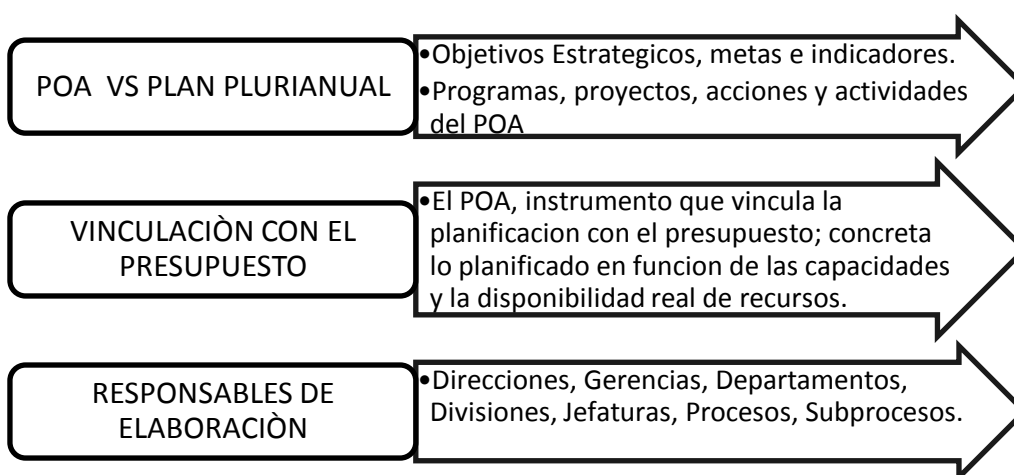 POA VS PLAN PLURIANUAL
•Objetivos Estrategicos, metas e indicadores.
•Programas, proyectos, acciones y actividades
del POA
VINCULACIÒN CON EL
PRESUPUESTO
•El POA, instrumento que vincula la
planificacion con el presupuesto; concreta
lo planificado en funcion de las capacidades
y la disponibilidad real de recursos.
RESPONSABLES DE
ELABORACIÒN
•Direcciones, Gerencias, Departamentos,
Divisiones, Jefaturas, Procesos, Subprocesos.